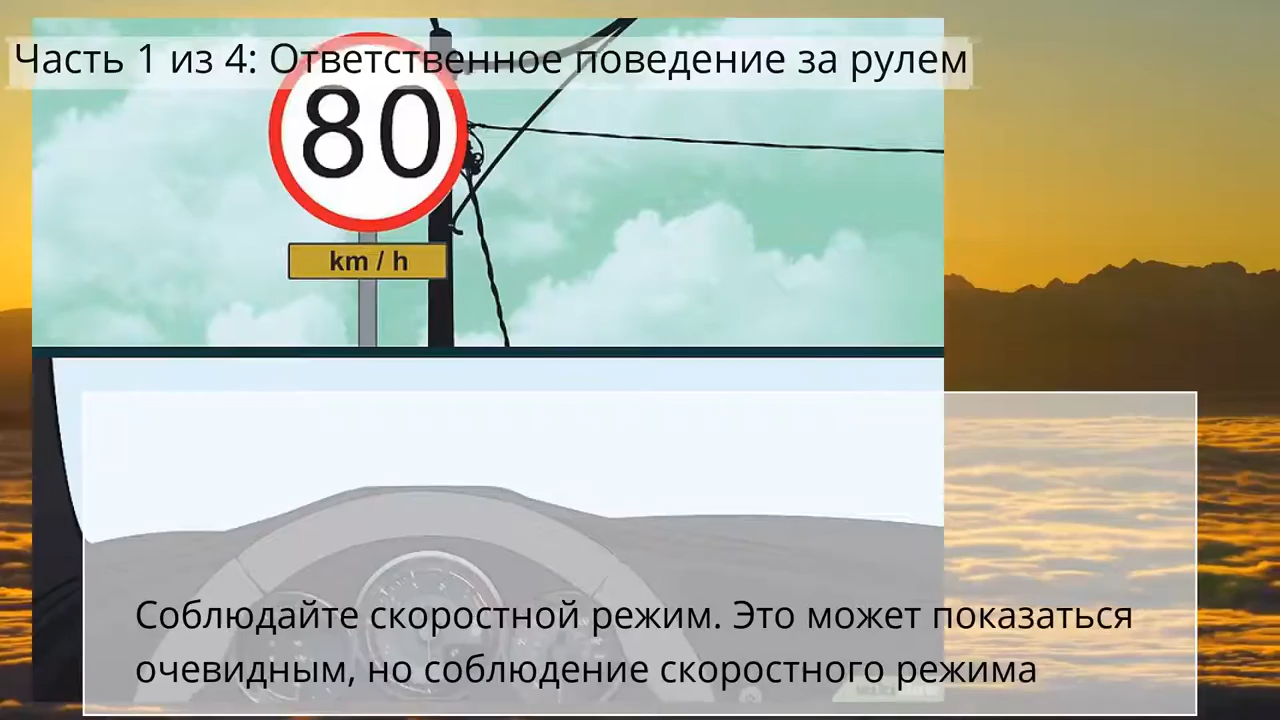 Часть 1 из 4: Ответственное поведение за рулем
80
km / h
Соблюдайте скоростной режим. Это может показаться
очевидным, но соблюдение скоростного режима